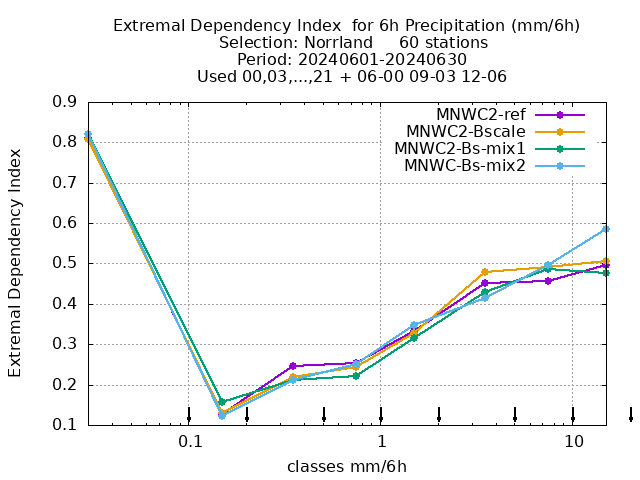 Extremal Dependency Index  for 6h Precipitation (mm/6h)
Selection: Norrland     60 stations
Period: 20240601-20240630
Used 00,03,...,21 + 06-00 09-03 12-06
MNWC2-ref
MNWC2-Bscale
MNWC2-Bs-mix1
MNWC-Bs-mix2
Extremal Dependency Index
0.9
0.8
0.7
0.6
0.5
0.4
0.3
0.2
0.1
0.1
1
10
classes mm/6h